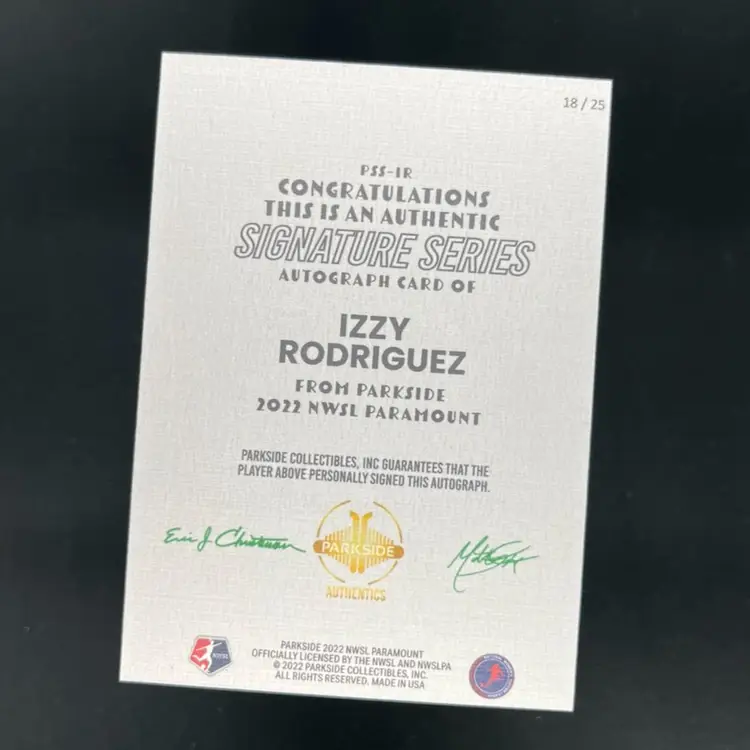 18 / 25
PSS-IR
CONGRATULATIONS
THIS IS AN AUTHENTIC
SIGNATURE SERIES
AUTOGRAPH CARD OF
IZZY
RODRIGUEZ
FROM PARKSIDE
2022 NWSL PARAMOUNT
PARKSIDE COLLECTIBLES, INC GUARANTEES THAT THE
PLAYER ABOVE PERSONALLY SIGNED THIS AUTOGRAPH.
PARKSIDE
AUTHENTICS
PARKSIDE 2022 NWSL PARAMOUNT
OFFICIALLY LICENSED BY THE NWSL AND NWSLPA
© 2022 PARKSIDE COLLECTIBLES, INC.
ALL RIGHTS RESERVED. MADE IN USA